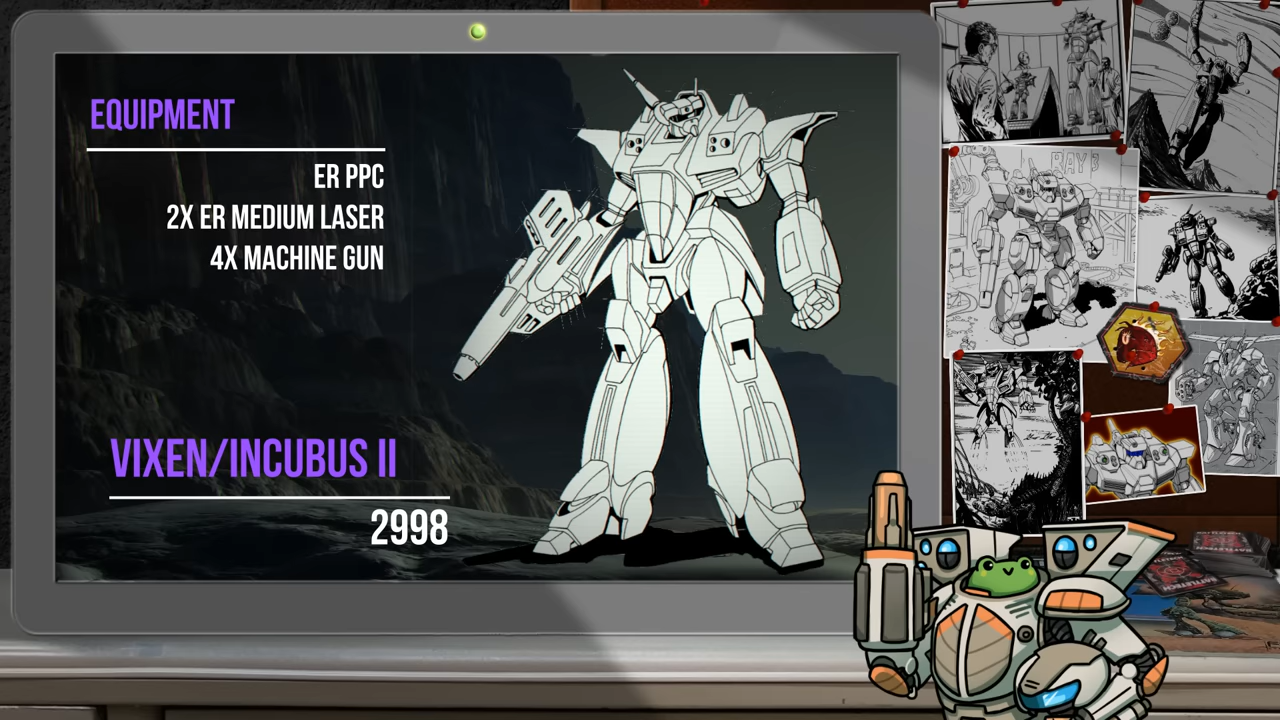 EQUIPMENT
ER PPC
2X ER MEDIUM LASER
4X MACHINE GUN
VIXEN/INCUBUS II
2998